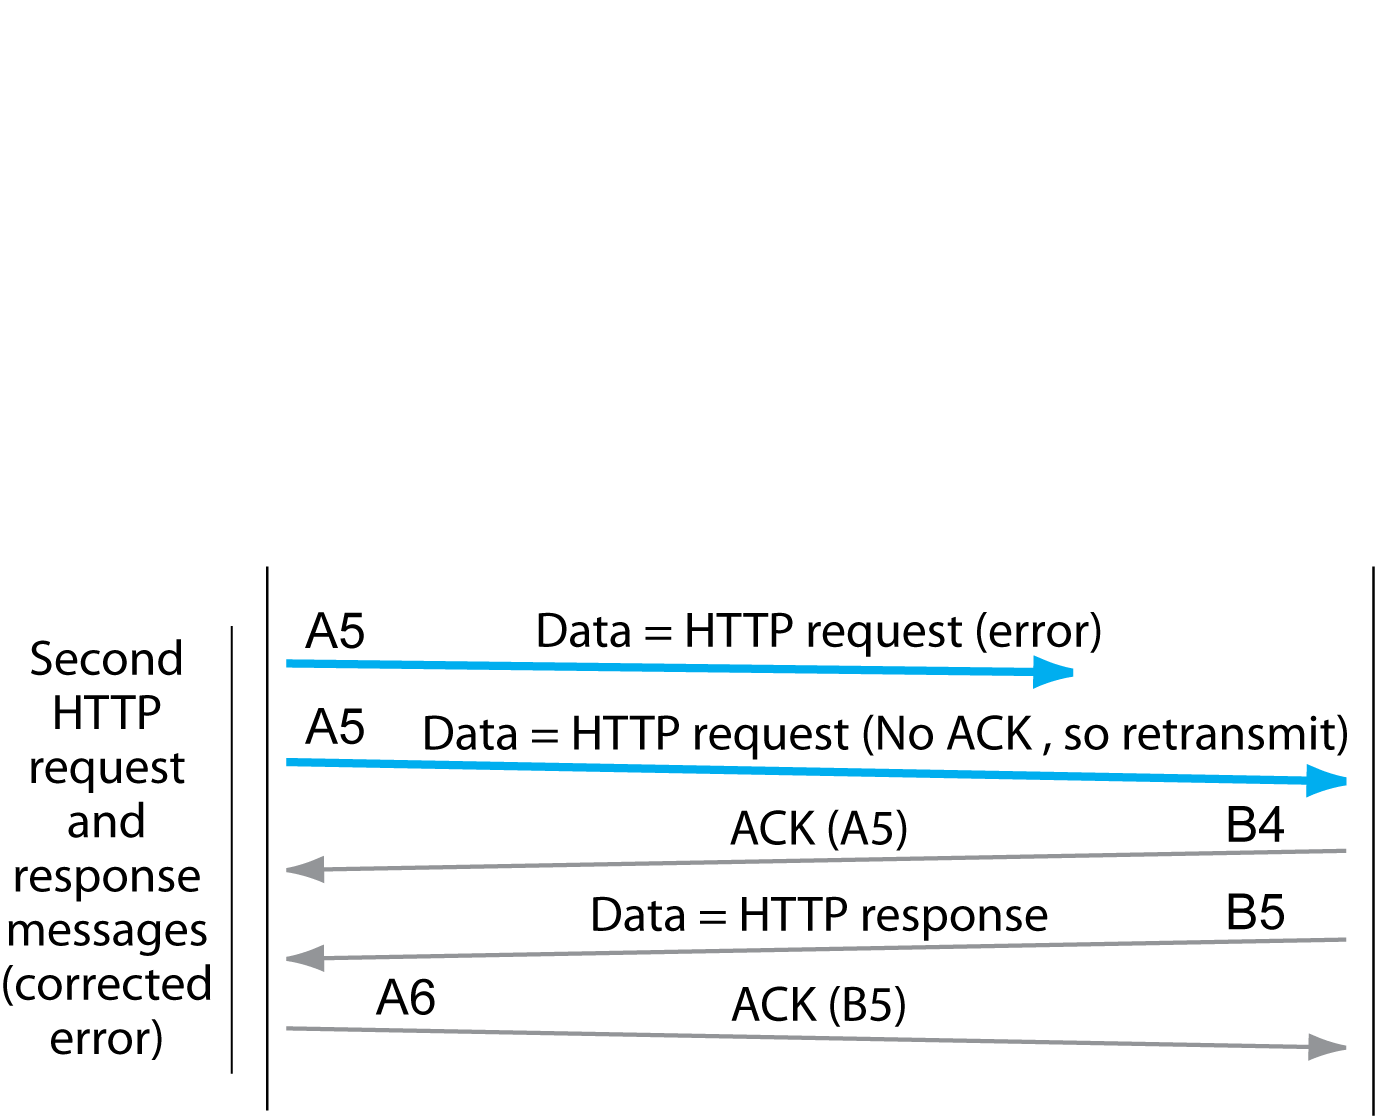 Second
HTTP
request
and
response
messages
(corrected
error)
A5 Data = HTTP request (error)
A5 Data = HTTP request (No ACK , so retransmit)
ACK (A5) B4
Data = HTTP response B5
A6 ACK (B5)